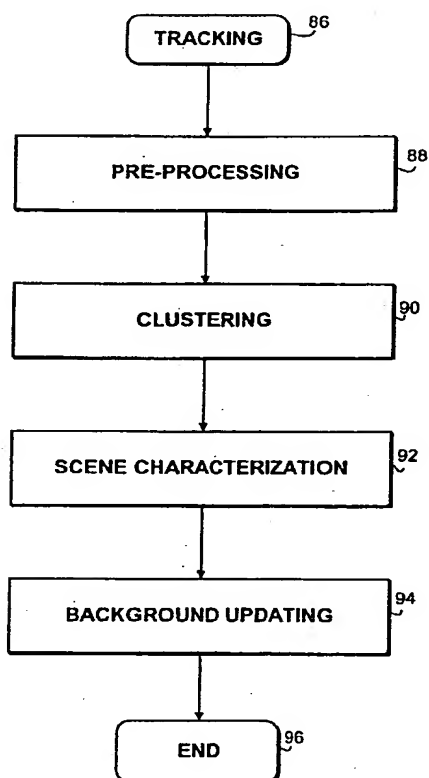 TRACKING 86
PRE-PROCESSING 88
CLUSTERING 90
SCENE CHARACTERIZATION 92
BACKGROUND UPDATING 94
END 96